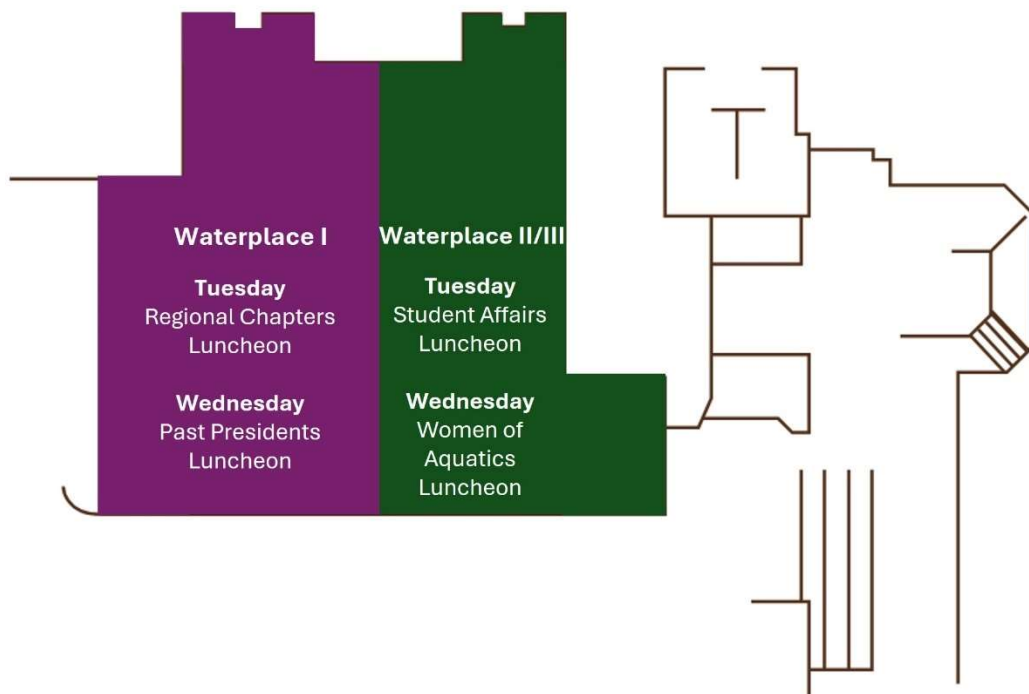 Waterplace I
Tuesday
Regional Chapters
Luncheon
Wednesday
Past Presidents
Luncheon
Waterplace II/III
Tuesday
Student Affairs
Luncheon
Wednesday
Women of
Aquatics
Luncheon